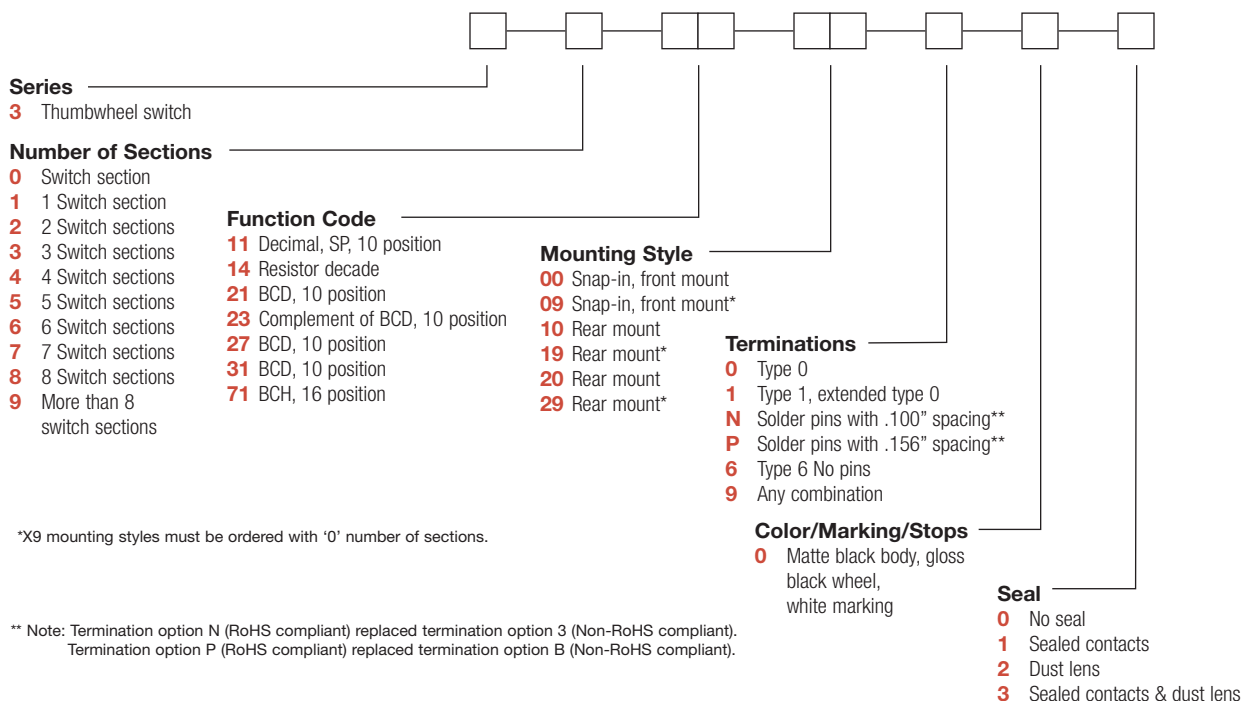 Series
3 Thumbwheel switch
Number of Sections
0 Switch section
1 1 Switch section
2 2 Switch sections
3 3 Switch sections
4 4 Switch sections
5 5 Switch sections
6 6 Switch sections
7 7 Switch sections
8 8 Switch sections
9 More than 8
switch sections
Function Code
11 Decimal, SP, 10 position
14 Resistor decade
21 BCD, 10 position
23 Complement of BCD, 10 position
27 BCD, 10 position
31 BCD, 10 position
71 BCH, 16 position
Mounting Style
00 Snap-in, front mount
09 Snap-in, front mount*
10 Rear mount
19 Rear mount*
20 Rear mount
29 Rear mount*
Terminations
0 Type 0
1 Type 1, extended type 0
N Solder pins with .100” spacing**
P Solder pins with .156” spacing**
6 Type 6 No pins
9 Any combination
Color/Marking/Stops
0 Matte black body, gloss
black wheel,
white marking
Seal
0 No seal
1 Sealed contacts
2 Dust lens
3 Sealed contacts & dust lens
*X9 mounting styles must be ordered with ‘0’ number of sections.
** Note: Termination option N (RoHS compliant) replaced termination option 3 (Non-RoHS compliant).
Termination option P (RoHS compliant) replaced termination option B (Non-RoHS compliant).